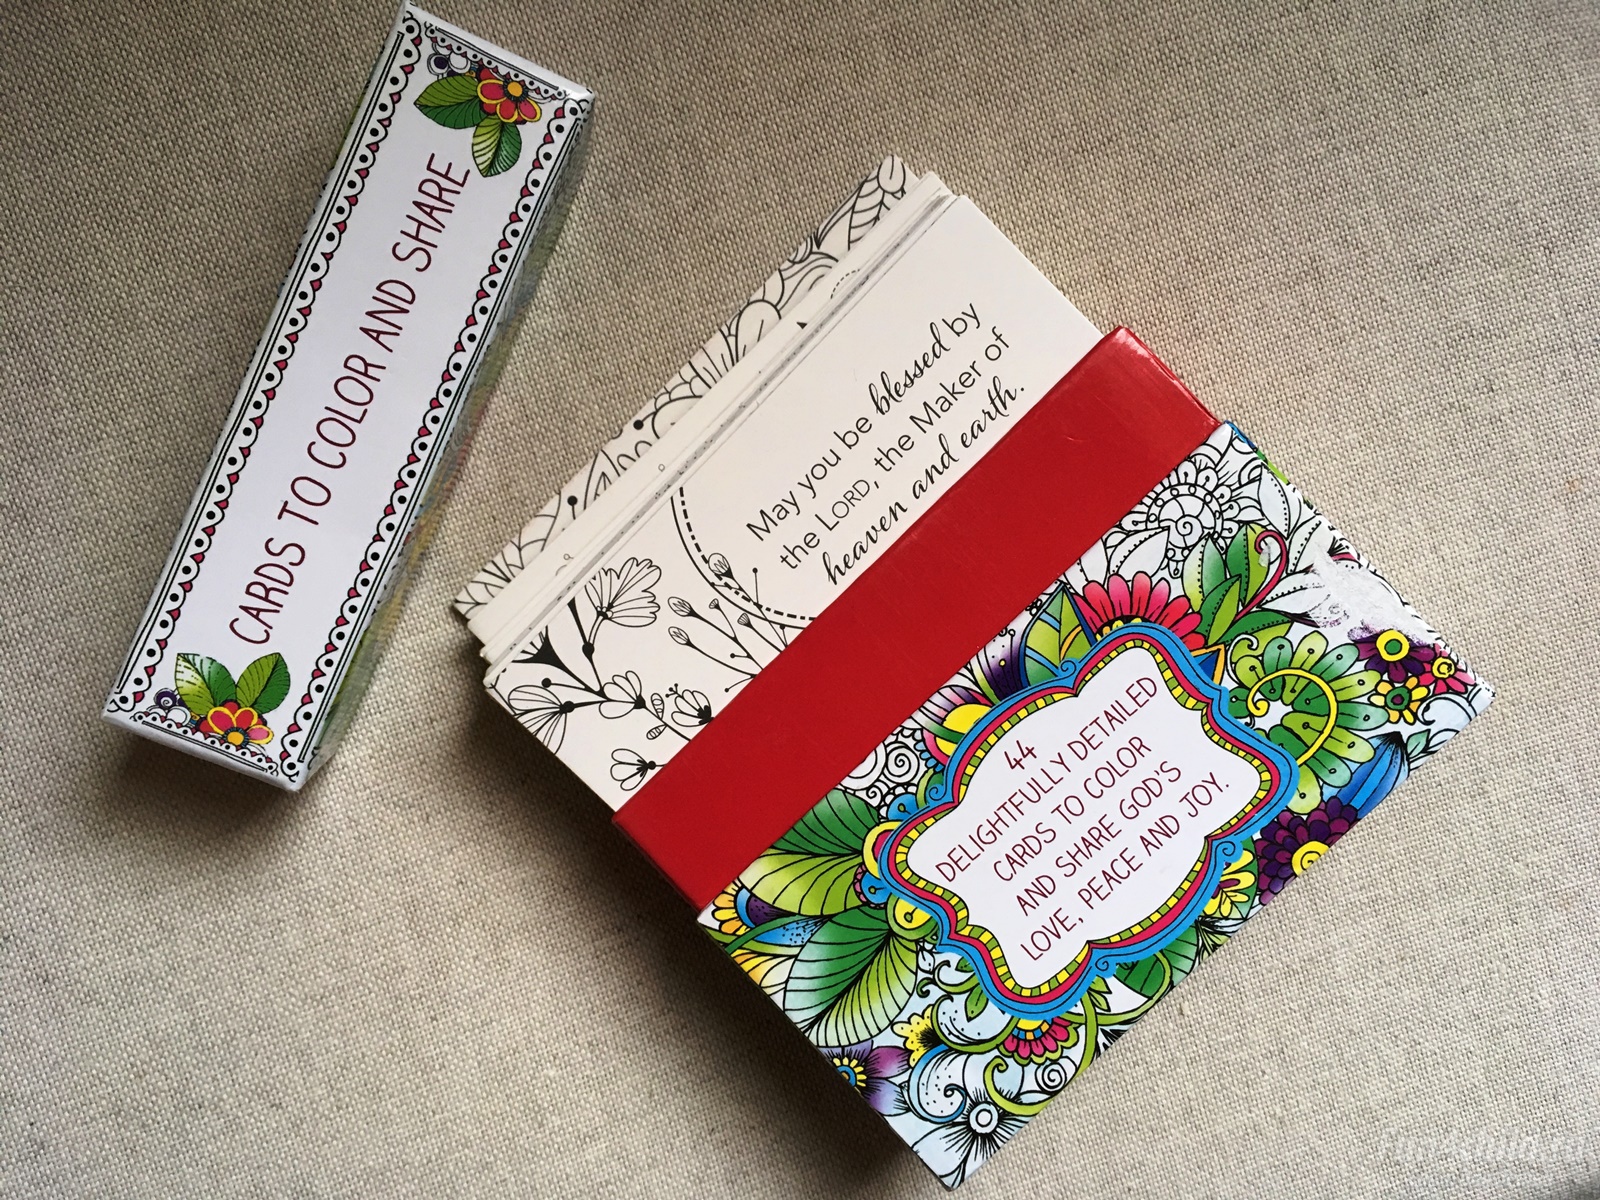 CARDS TO COLOR AND SHARE
May you be blessed by
the LORD, the Maker of
heaven and earth.
44
DELIGHTFULLY DETAILED
CARDS TO COLOR
AND SHARE GOD'S
LOVE, PEACE AND JOY.